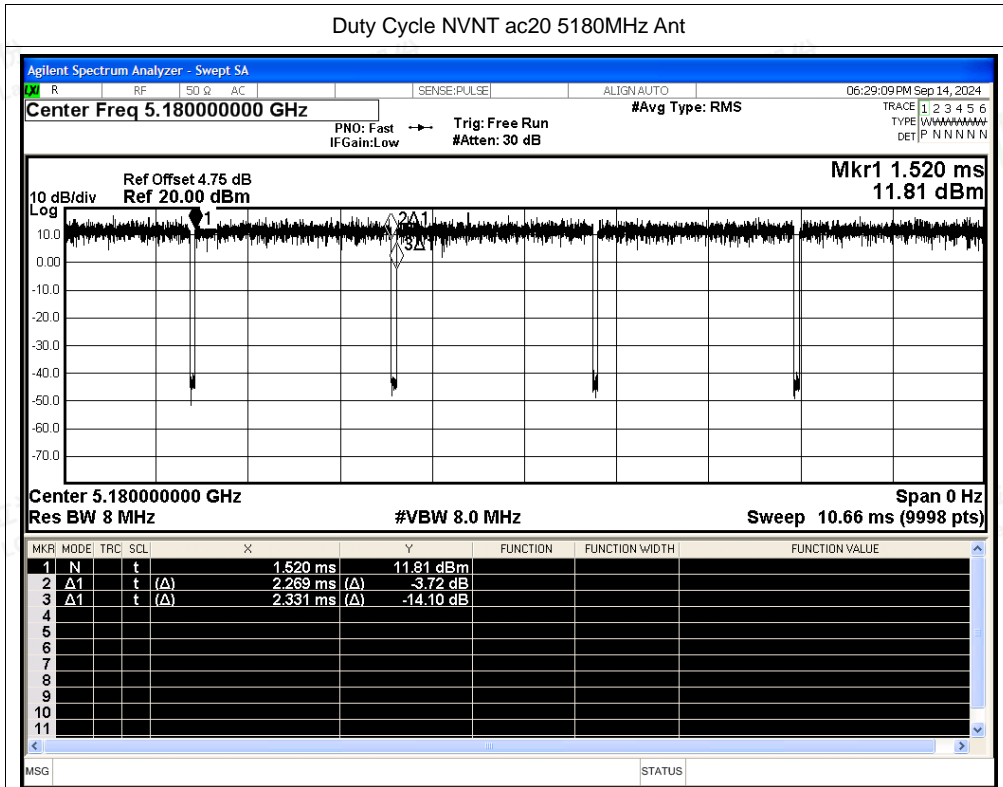 Duty Cycle NVNT ac20 5180MHz Ant
Agilent Spectrum Analyzer - Swept SA
LXI R RF 50 Ω AC SENSE:PULSE ALIGN AUTO 06:29:09 PM Sep 14, 2024
Center Freq 5.180000000 GHz #Avg Type: RMS TRACE 1 2 3 4 5 6
PNO: Fast Trig: Free Run TYPE WWWWWW
IFGain:Low #Atten: 30 dB DET P N N N N N
Mkr1 1.520 ms
Ref Offset 4.75 dB
10 dB/div Ref 20.00 dBm 11.81 dBm
Log
1 2Δ1
10.0
3Δ1
0.00
-10.0
-20.0
-30.0
-40.0
-50.0
-60.0
-70.0
Center 5.180000000 GHz Span 0 Hz
Res BW 8 MHz #VBW 8.0 MHz Sweep 10.66 ms (9998 pts)
MKR MODE TRC SCL X Y FUNCTION FUNCTION WIDTH FUNCTION VALUE
1 N t 1.520 ms 11.81 dBm
2 Δ1 t (Δ) 2.269 ms (Δ) -3.72 dB
3 Δ1 t (Δ) 2.331 ms (Δ) -14.10 dB
4
5
6
7
8
9
10
11
MSG STATUS